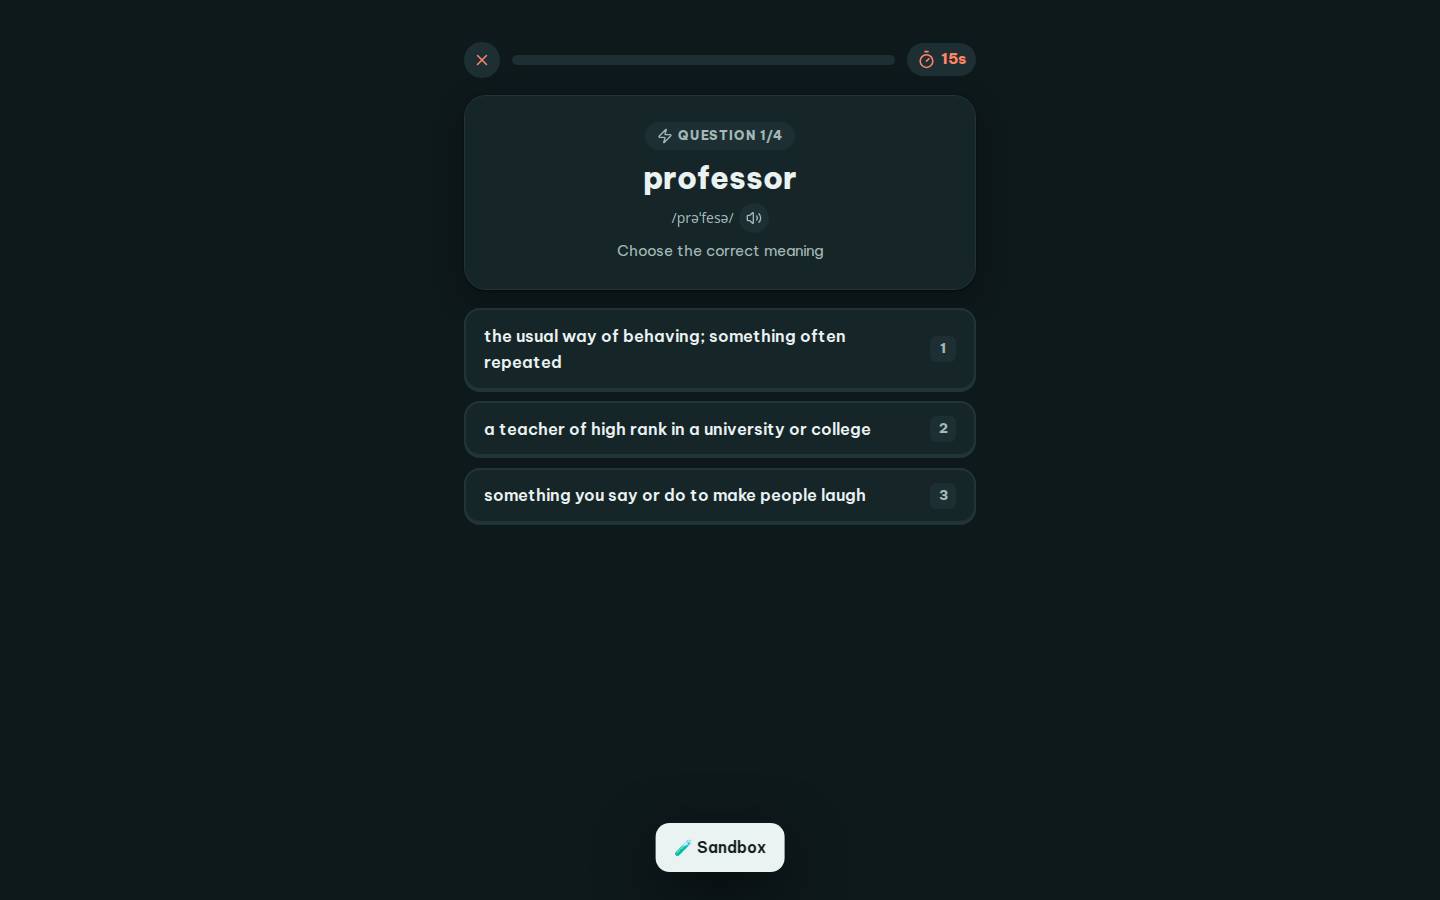 15s
QUESTION 1/4
professor
/prəˈfesə/
Choose the correct meaning
the usual way of behaving; something often
repeated
1
a teacher of high rank in a university or college
2
something you say or do to make people laugh
3
🧪 Sandbox